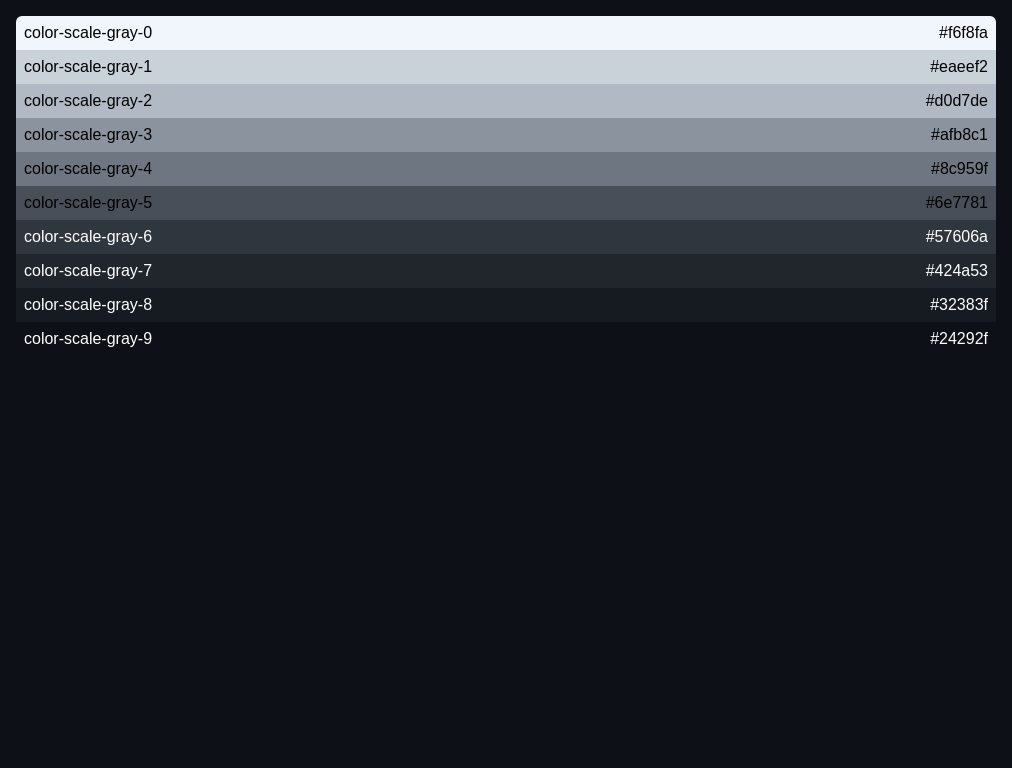 color-scale-gray-0 #f6f8fa
color-scale-gray-1 #eaeef2
color-scale-gray-2 #d0d7de
color-scale-gray-3 #afb8c1
color-scale-gray-4 #8c959f
color-scale-gray-5 #6e7781
color-scale-gray-6 #57606a
color-scale-gray-7 #424a53
color-scale-gray-8 #32383f
color-scale-gray-9 #24292f